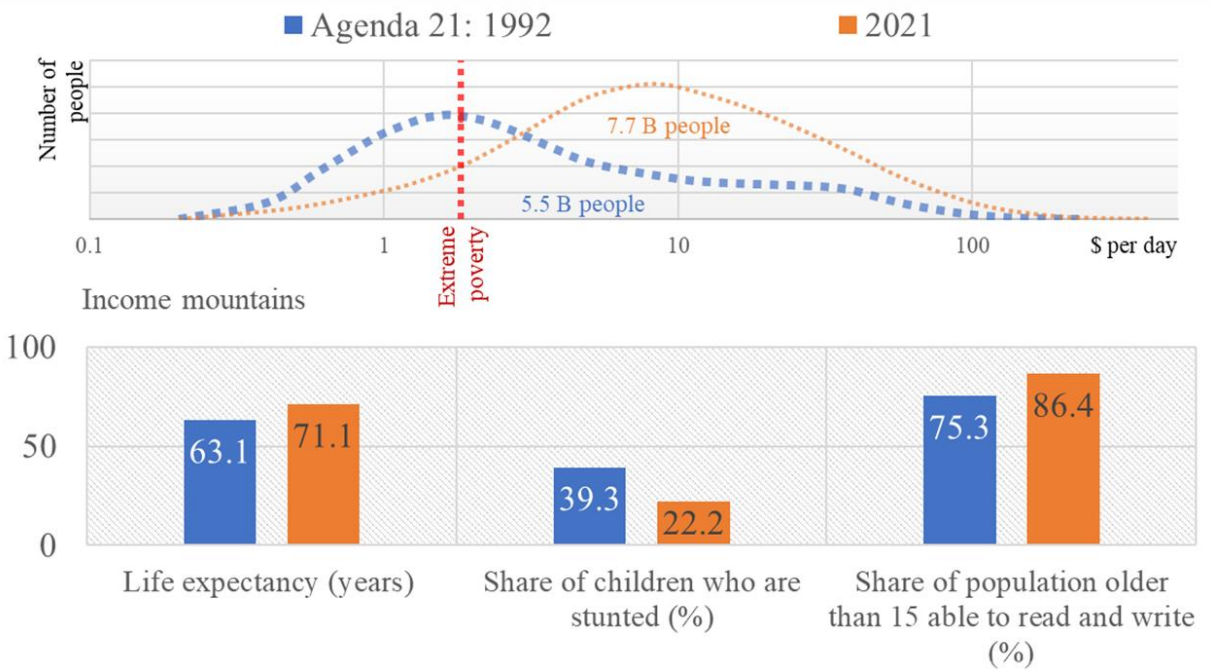 Agenda 21: 1992
2021
Number of
people
7.7 B people
5.5 B people
0.1
1
10
100
$ per day
Extreme
poverty
Income mountains
100
50
0
63.1
71.1
39.3
22.2
75.3
86.4
Life expectancy (years)
Share of children who are
stunted (%)
Share of population older
than 15 able to read and write
(%)